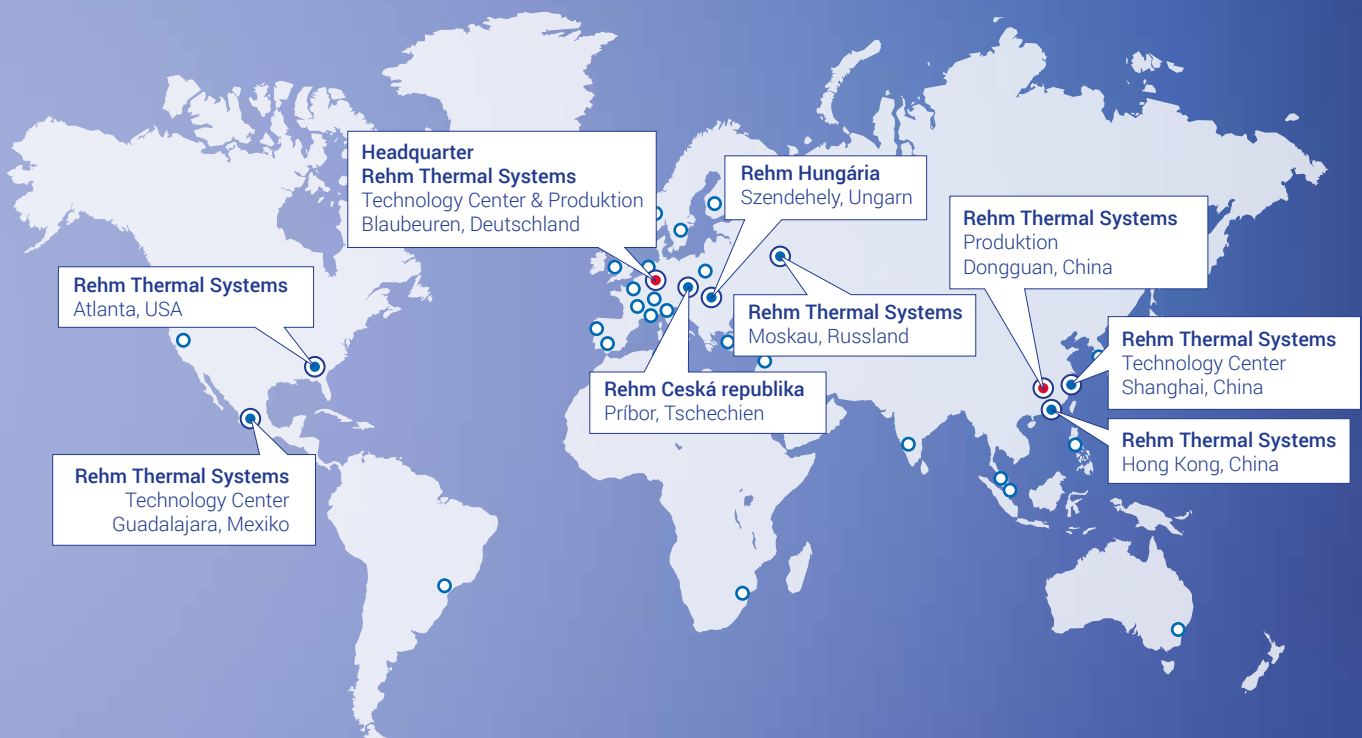 Headquarter
Rehm Thermal Systems
Technology Center & Produktion
Blaubeuren, Deutschland
Rehm Hungária
Szendehely, Ungarn
Rehm Thermal Systems
Produktion
Dongguan, China
Rehm Thermal Systems
Atlanta, USA
Rehm Thermal Systems
Moskau, Russland
Rehm Thermal Systems
Technology Center
Shanghai, China
Rehm Ceská republika
Príbor, Tschechien
Rehm Thermal Systems
Hong Kong, China
Rehm Thermal Systems
Technology Center
Guadalajara, Mexiko